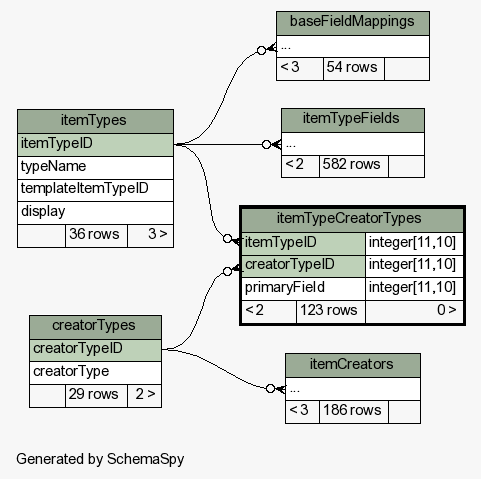 baseFieldMappings
...
< 3 54 rows
itemTypes
itemTypeID
typeName
templateItemTypeID
display
36 rows 3 >
itemTypeFields
...
< 2 582 rows
itemTypeCreatorTypes
itemTypeID integer[11,10]
creatorTypeID integer[11,10]
primaryField integer[11,10]
< 2 123 rows 0 >
creatorTypes
creatorTypeID
creatorType
29 rows 2 >
itemCreators
...
< 3 186 rows
Generated by SchemaSpy